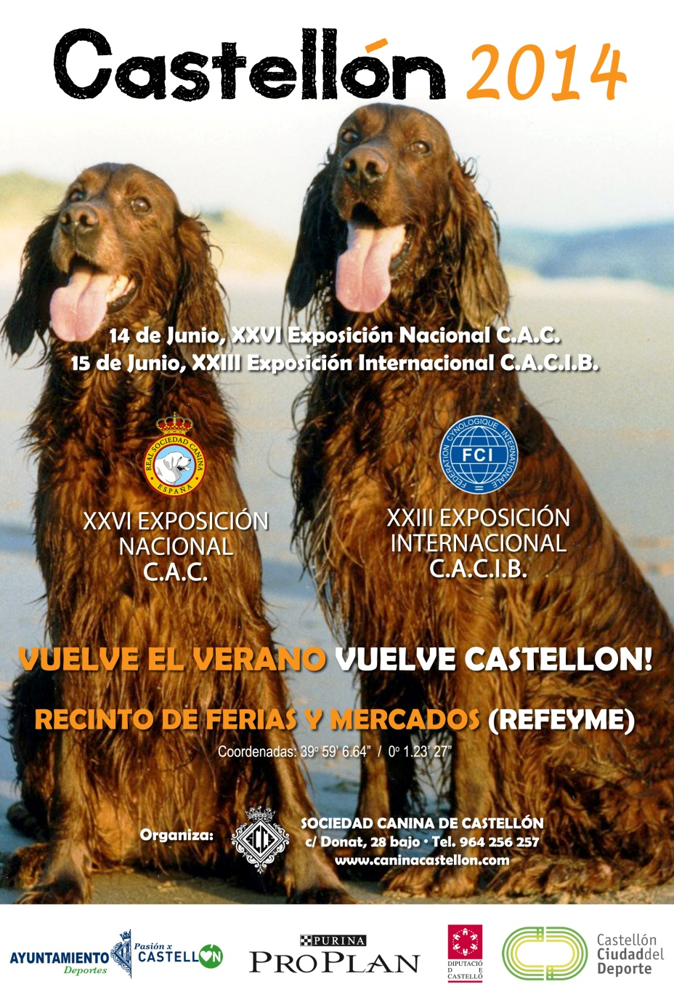 Castellón 2014
14 de Junio, XXVI Exposición Nacional C.A.C.
15 de Junio, XXIII Exposición Internacional C.A.C.I.B.
REAL SOCIEDAD CANINA
ESPAÑA
FEDERATION CYNOLOGIQUE INTERNATIONALE
FCI
XXVI EXPOSICIÓN
NACIONAL
C.A.C.
XXIII EXPOSICIÓN
INTERNACIONAL
C.A.C.I.B.
VUELVE EL VERANO VUELVE CASTELLON!
RECINTO DE FERIAS Y MERCADOS (REFEYME)
Coordenadas: 39º 59’ 6.64” / 0º 1.23’ 27”
Organiza:
SOCIEDAD CANINA DE CASTELLÓN
c/ Donat, 28 bajo · Tel. 964 256 257
www.caninacastellon.com
AYUNTAMIENTO
Deportes
Pasión x
CASTELLÓN
PURINA
PROPLAN
DIPUTACIÓ
D E
CASTELLÓ
Castellón
Ciudaddel
Deporte